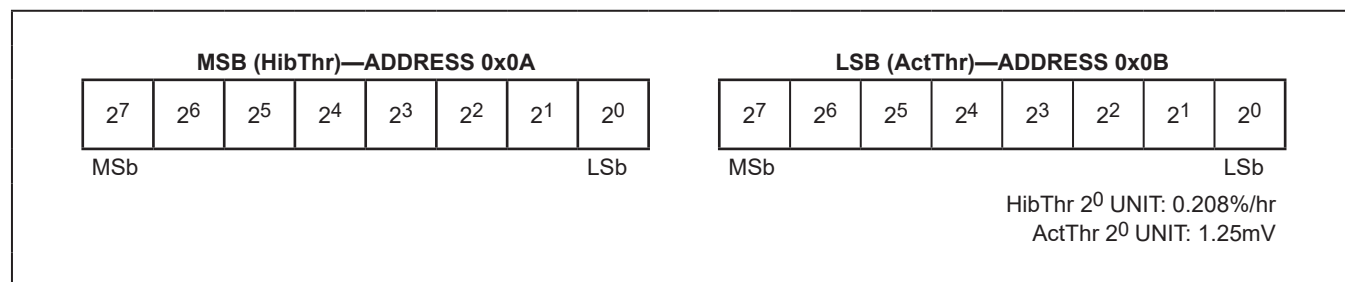 MSB (HibThr)—ADDRESS 0x0A
2⁷ 2⁶ 2⁵ 2⁴ 2³ 2² 2¹ 2⁰
MSb LSb
LSB (ActThr)—ADDRESS 0x0B
2⁷ 2⁶ 2⁵ 2⁴ 2³ 2² 2¹ 2⁰
MSb LSb
HibThr 2⁰ UNIT: 0.208%/hr
ActThr 2⁰ UNIT: 1.25mV